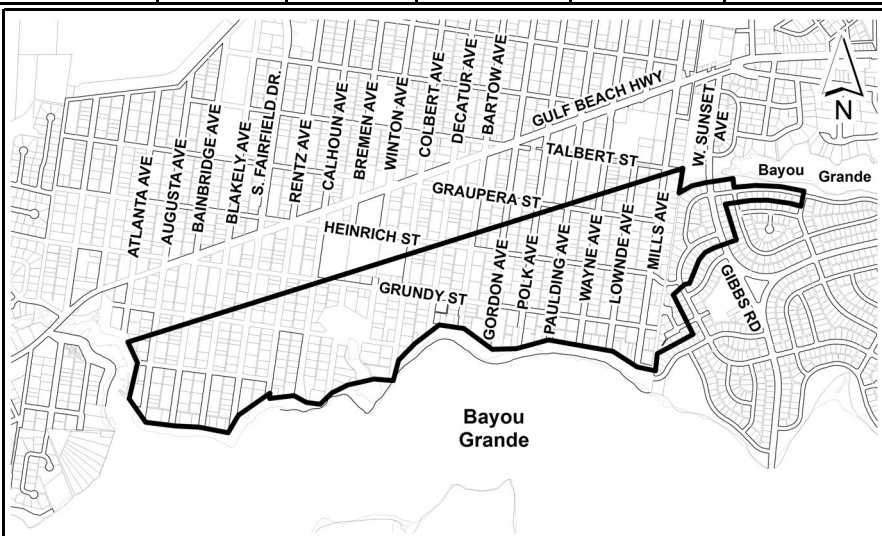 ATLANTA AVE
AUGUSTA AVE
BAINBRIDGE AVE
BLAKELY AVE
S. FAIRFIELD DR.
RENTZ AVE
CALHOUN AVE
BREMEN AVE
WINTON AVE
COLBERT AVE
DECATUR AVE
BARTOW AVE
GULF BEACH HWY
W. SUNSET
AVE
N
TALBERT ST
Bayou Grande
GRAUPERA ST
HEINRICH ST
GRUNDY ST
GORDON AVE
POLK AVE
PAULDING AVE
WAYNE AVE
LOWNDE AVE
MILLS AVE
GIBBS RD
Bayou
Grande